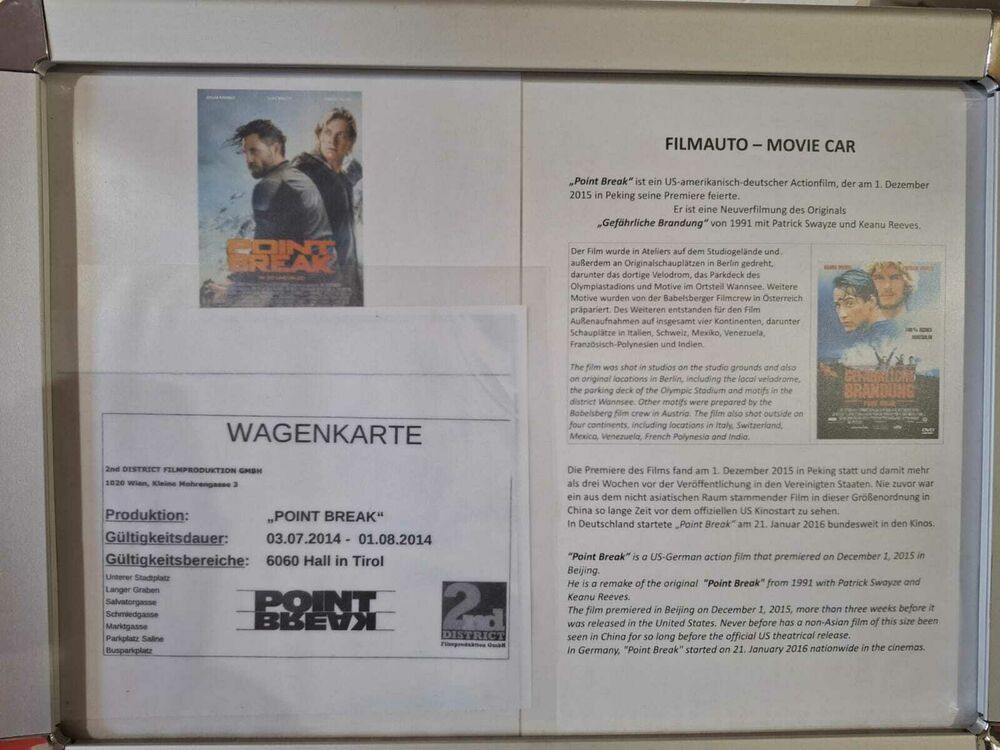 POINT
BREAK
WAGENKARTE
2nd DISTRICT FILMPRODUKTION GMBH
1020 Wien, Kleine Mohrengasse 3
Produktion: „POINT BREAK“
Gültigkeitsdauer: 03.07.2014 - 01.08.2014
Gültigkeitsbereiche: 6060 Hall in Tirol
Unterer Stadtplatz
Langer Graben
Salvatorgasse
Schmiedgasse
Marktgasse
Parkplatz Saline
Busparkplatz
POINT
BREAK
2nd
DISTRICT
Filmproduktion GmbH
FILMAUTO – MOVIE CAR
„Point Break“ ist ein US-amerikanisch-deutscher Actionfilm, der am 1. Dezember
2015 in Peking seine Premiere feierte.
Er ist eine Neuverfilmung des Originals
„Gefährliche Brandung“ von 1991 mit Patrick Swayze und Keanu Reeves.
Der Film wurde in Ateliers auf dem Studiogelände und
außerdem an Originalschauplätzen in Berlin gedreht,
darunter das dortige Velodrom, das Parkdeck des
Olympiastadions und Motive im Ortsteil Wannsee. Weitere
Motive wurden von der Babelsberger Filmcrew in Österreich
präpariert. Des Weiteren entstanden für den Film
Außenaufnahmen auf insgesamt vier Kontinenten, darunter
Schauplätze in Italien, Schweiz, Mexiko, Venezuela,
Französisch-Polynesien und Indien.
The film was shot in studios on the studio grounds and also
on original locations in Berlin, including the local velodrome,
the parking deck of the Olympic Stadium and motifs in the
district Wannsee. Other motifs were prepared by the
Babelsberg film crew in Austria. The film also shot outside on
four continents, including locations in Italy, Switzerland,
Mexico, Venezuela, French Polynesia and India.
GEFÄHRLICHE
BRANDUNG
DVD
Die Premiere des Films fand am 1. Dezember 2015 in Peking statt und damit mehr
als drei Wochen vor der Veröffentlichung in den Vereinigten Staaten. Nie zuvor war
ein aus dem nicht asiatischen Raum stammender Film in dieser Größenordnung in
China so lange Zeit vor dem offiziellen US Kinostart zu sehen.
In Deutschland startete „Point Break“ am 21. Januar 2016 bundesweit in den Kinos.
"Point Break" is a US-German action film that premiered on December 1, 2015 in
Beijing.
He is a remake of the original "Point Break" from 1991 with Patrick Swayze and
Keanu Reeves.
The film premiered in Beijing on December 1, 2015, more than three weeks before it
was released in the United States. Never before has a non-Asian film of this size been
seen in China for so long before the official US theatrical release.
In Germany, "Point Break" started on 21. January 2016 nationwide in the cinemas.